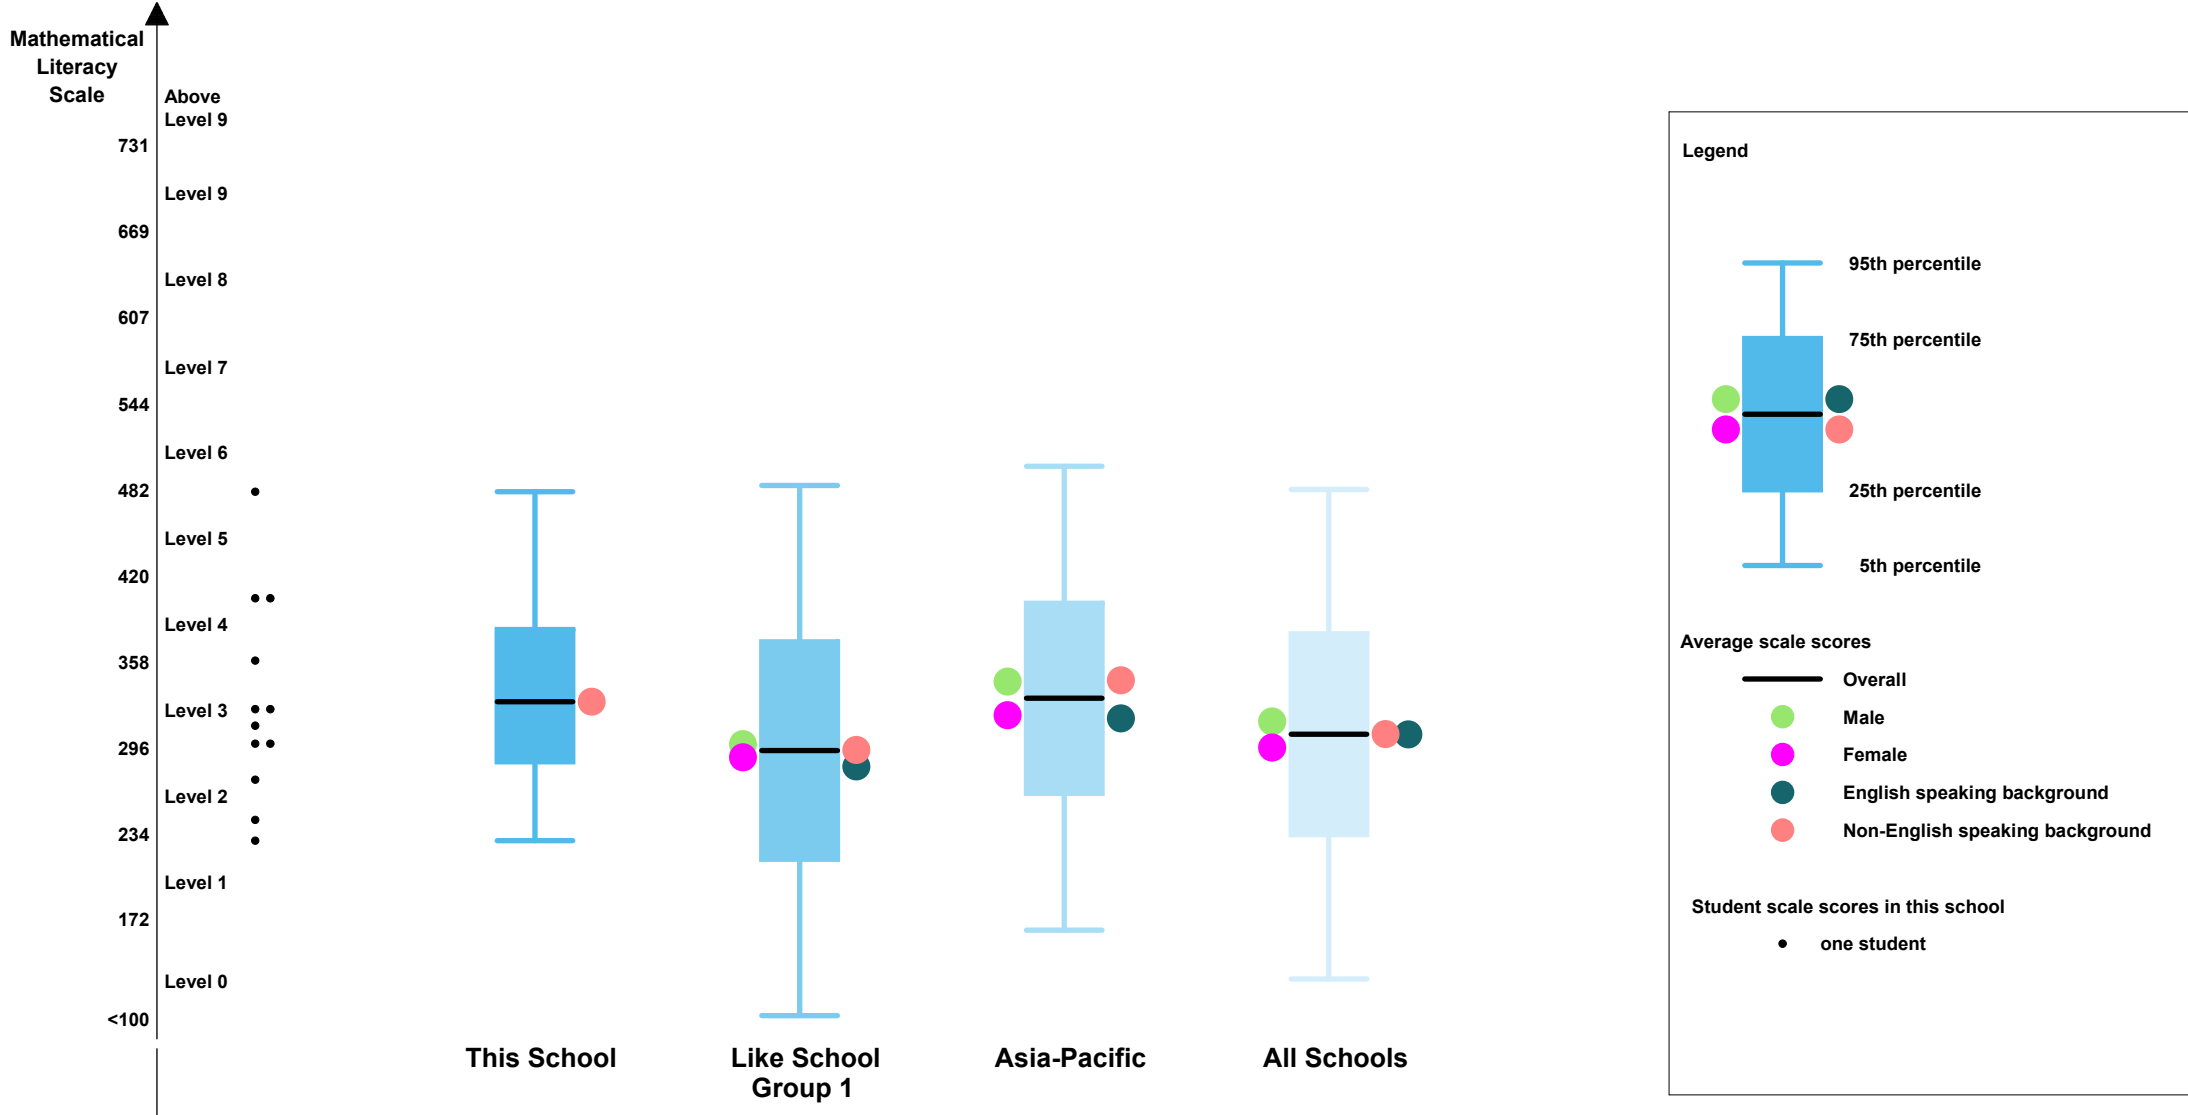 Mathematical
Literacy
Scale
Above
Level 9
731
Level 9
669
Level 8
607
Level 7
544
Level 6
482
Level 5
420
Level 4
358
Level 3
296
Level 2
234
Level 1
172
Level 0
<100
This School
Like School
Group 1
Asia-Pacific
All Schools
Legend
95th percentile
75th percentile
25th percentile
5th percentile
Average scale scores
Overall
Male
Female
English speaking background
Non-English speaking background
Student scale scores in this school
one student